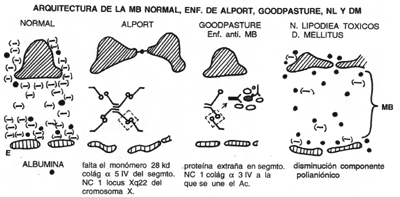 ARQUITECTURA DE LA MB NORMAL, ENF. DE ALPORT, GOODPASTURE, NL Y DM
NORMAL
ALPORT
GOODPASTURE
Enf. anti. MB
N. LIPODIEA TOXICOS
D. MELLITUS
MB
E
ALBUMINA
falta el monómero 28 kd
colág α 5 IV del segmto.
NC 1 locus Xq22 del
cromosoma X.
proteína extraña en segmto.
NC 1 colág α 3 IV a la
que se une el Ac.
disminución componente
polianiónico